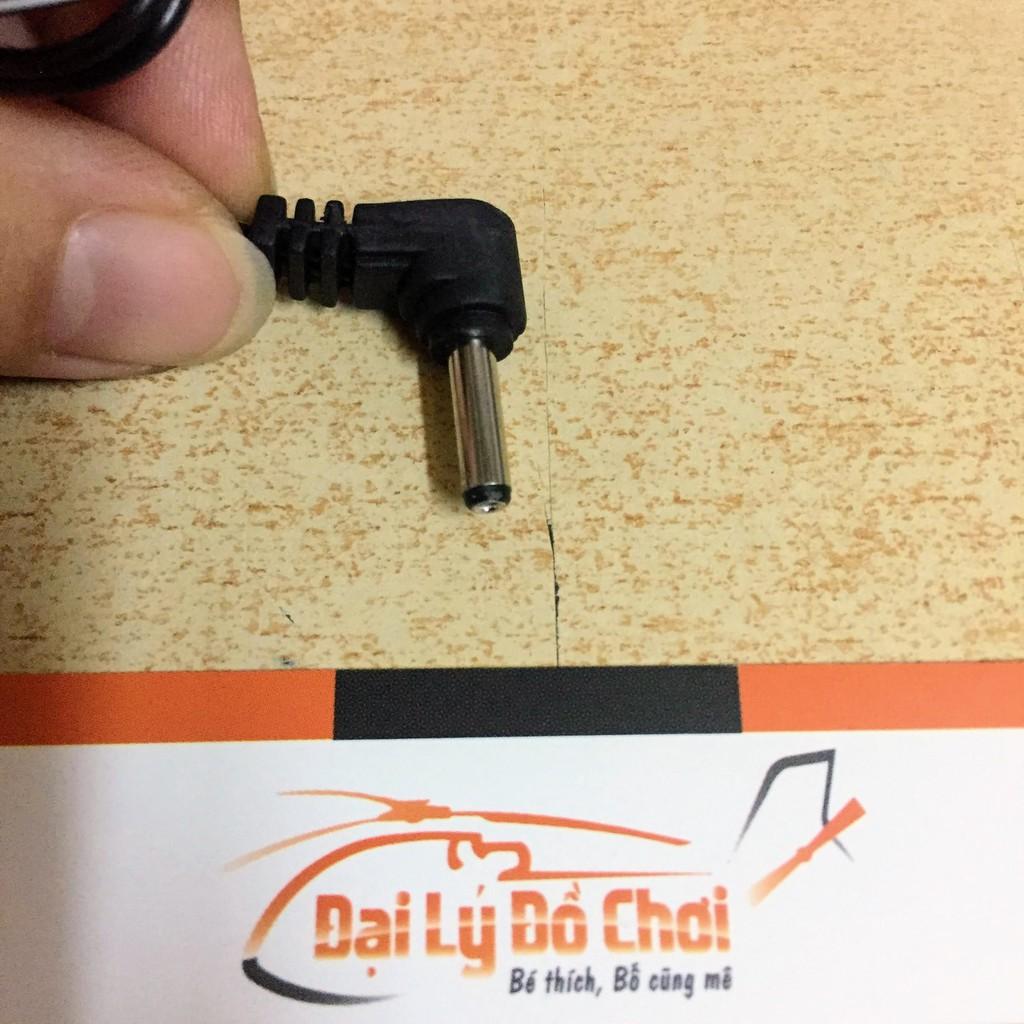 Đại Lý Đồ Chơi
Bé thích, Bố cũng mê